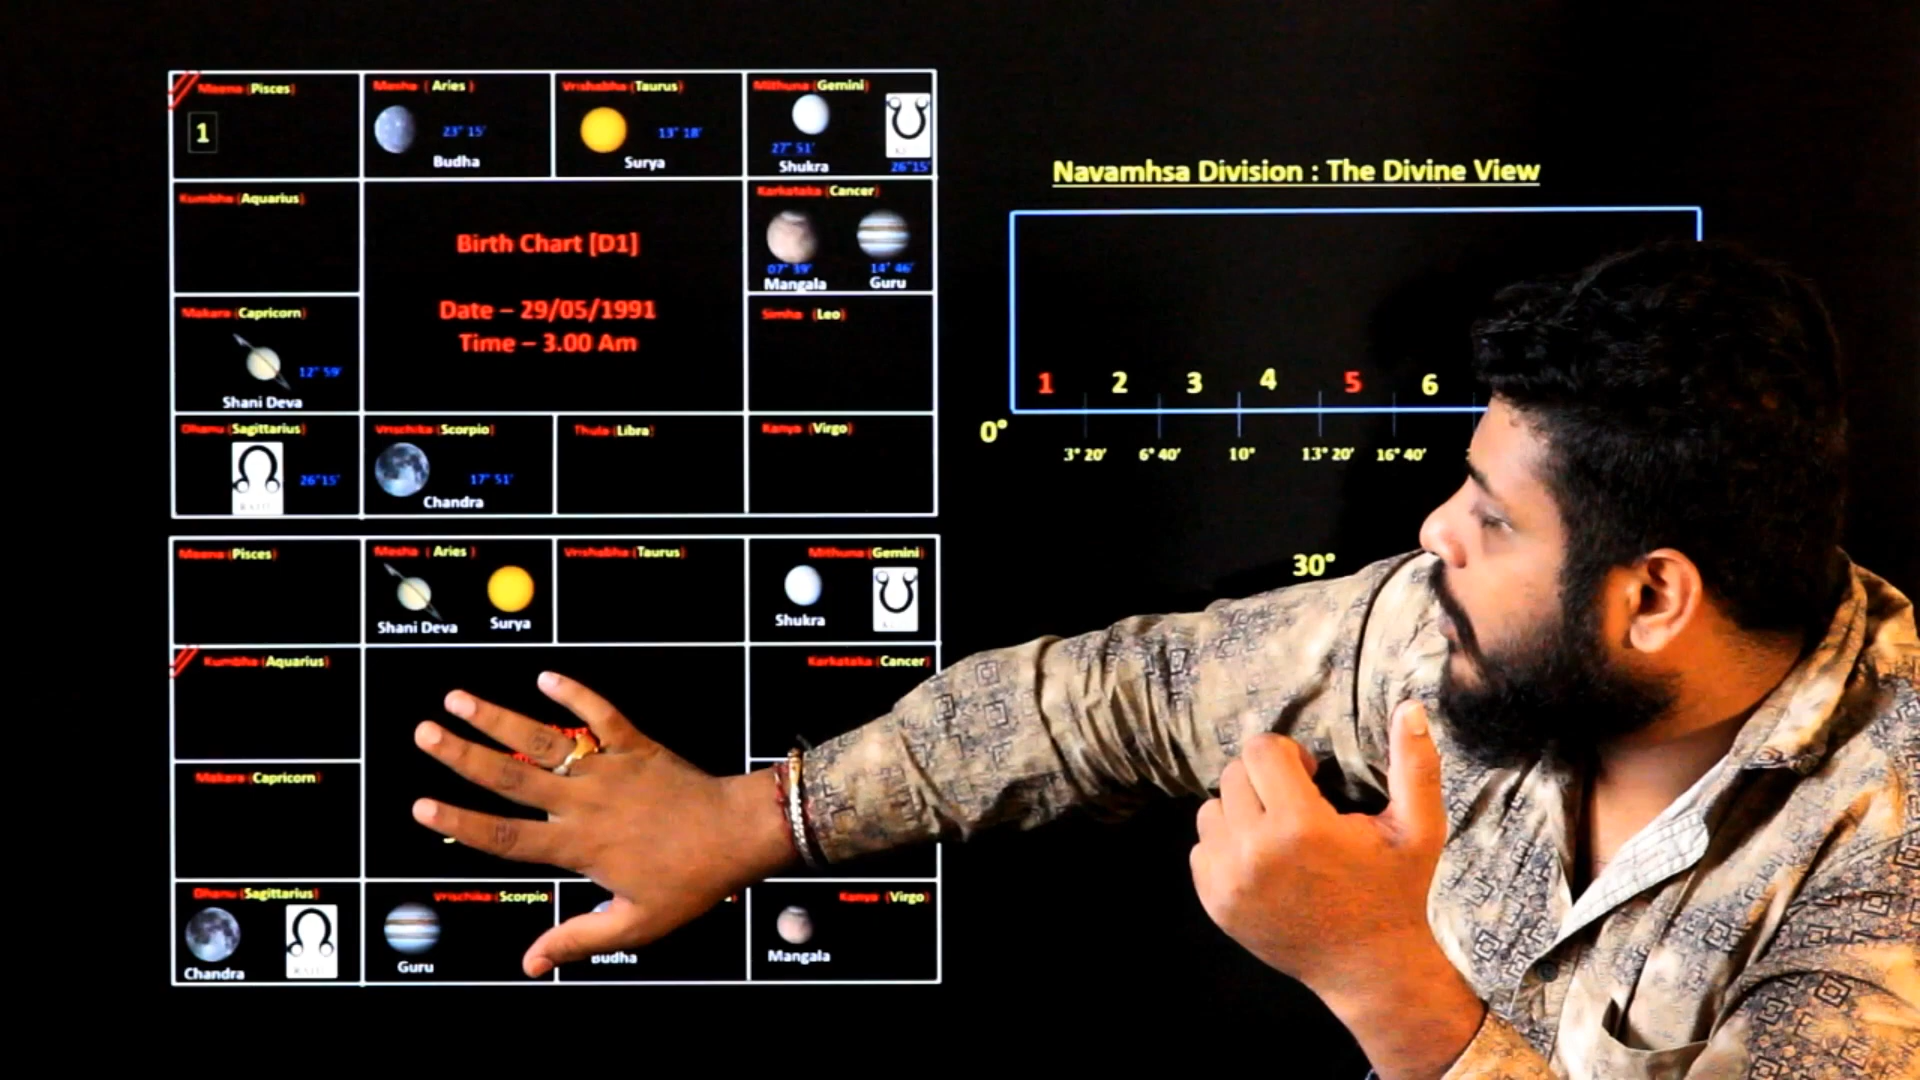 Meena (Pisces)
1
Mesha ( Aries )
23° 15'
Budha
Vrishabha (Taurus)
13° 18'
Surya
Mithuna (Gemini)
27° 51'
Shukra
26°15'
Kumbha (Aquarius)
Birth Chart [D1]
Date – 29/05/1991
Time – 3.00 Am
Karkataka (Cancer)
07° 39'
Mangala
14° 46'
Guru
Makara (Capricorn)
12° 59'
Shani Deva
Simha (Leo)
Dhanu (Sagittarius)
26°15'
Vrischika (Scorpio)
17° 51'
Chandra
Thula (Libra)
Kanya (Virgo)
Navamhsa Division : The Divine View
1 2 3 4 5 6
0°
3° 20' 6° 40' 10° 13° 20' 16° 40'
30°
Meena (Pisces)
Mesha ( Aries )
Shani Deva
Surya
Vrishabha (Taurus)
Mithuna (Gemini)
Shukra
Kumbha (Aquarius)
Karkataka (Cancer)
Makara (Capricorn)
Dhanu (Sagittarius)
Chandra
Vrischika (Scorpio)
Guru
Budha
Kanya (Virgo)
Mangala